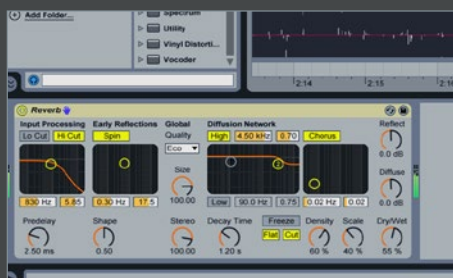 Add Folder...
Spectrum
Utility
Vinyl Distorti...
Vocoder
2:14
2:15
2:16
Reverb
Input Processing
Early Reflections
Global
Diffusion Network
Reflect
Lo Cut
Hi Cut
Spin
Quality
High
4.50 kHz
0.70
Chorus
Eco
0.0 dB
Size
Diffuse
100.00
830 Hz
5.85
0.30 Hz
17.5
Low
90.0 Hz
0.75
0.02 Hz
0.02
0.0 dB
Predelay
Shape
Stereo
Decay Time
Freeze
Density
Scale
Dry/Wet
Flat
Cut
2.50 ms
0.50
100.00
1.20 s
60 %
40 %
55 %